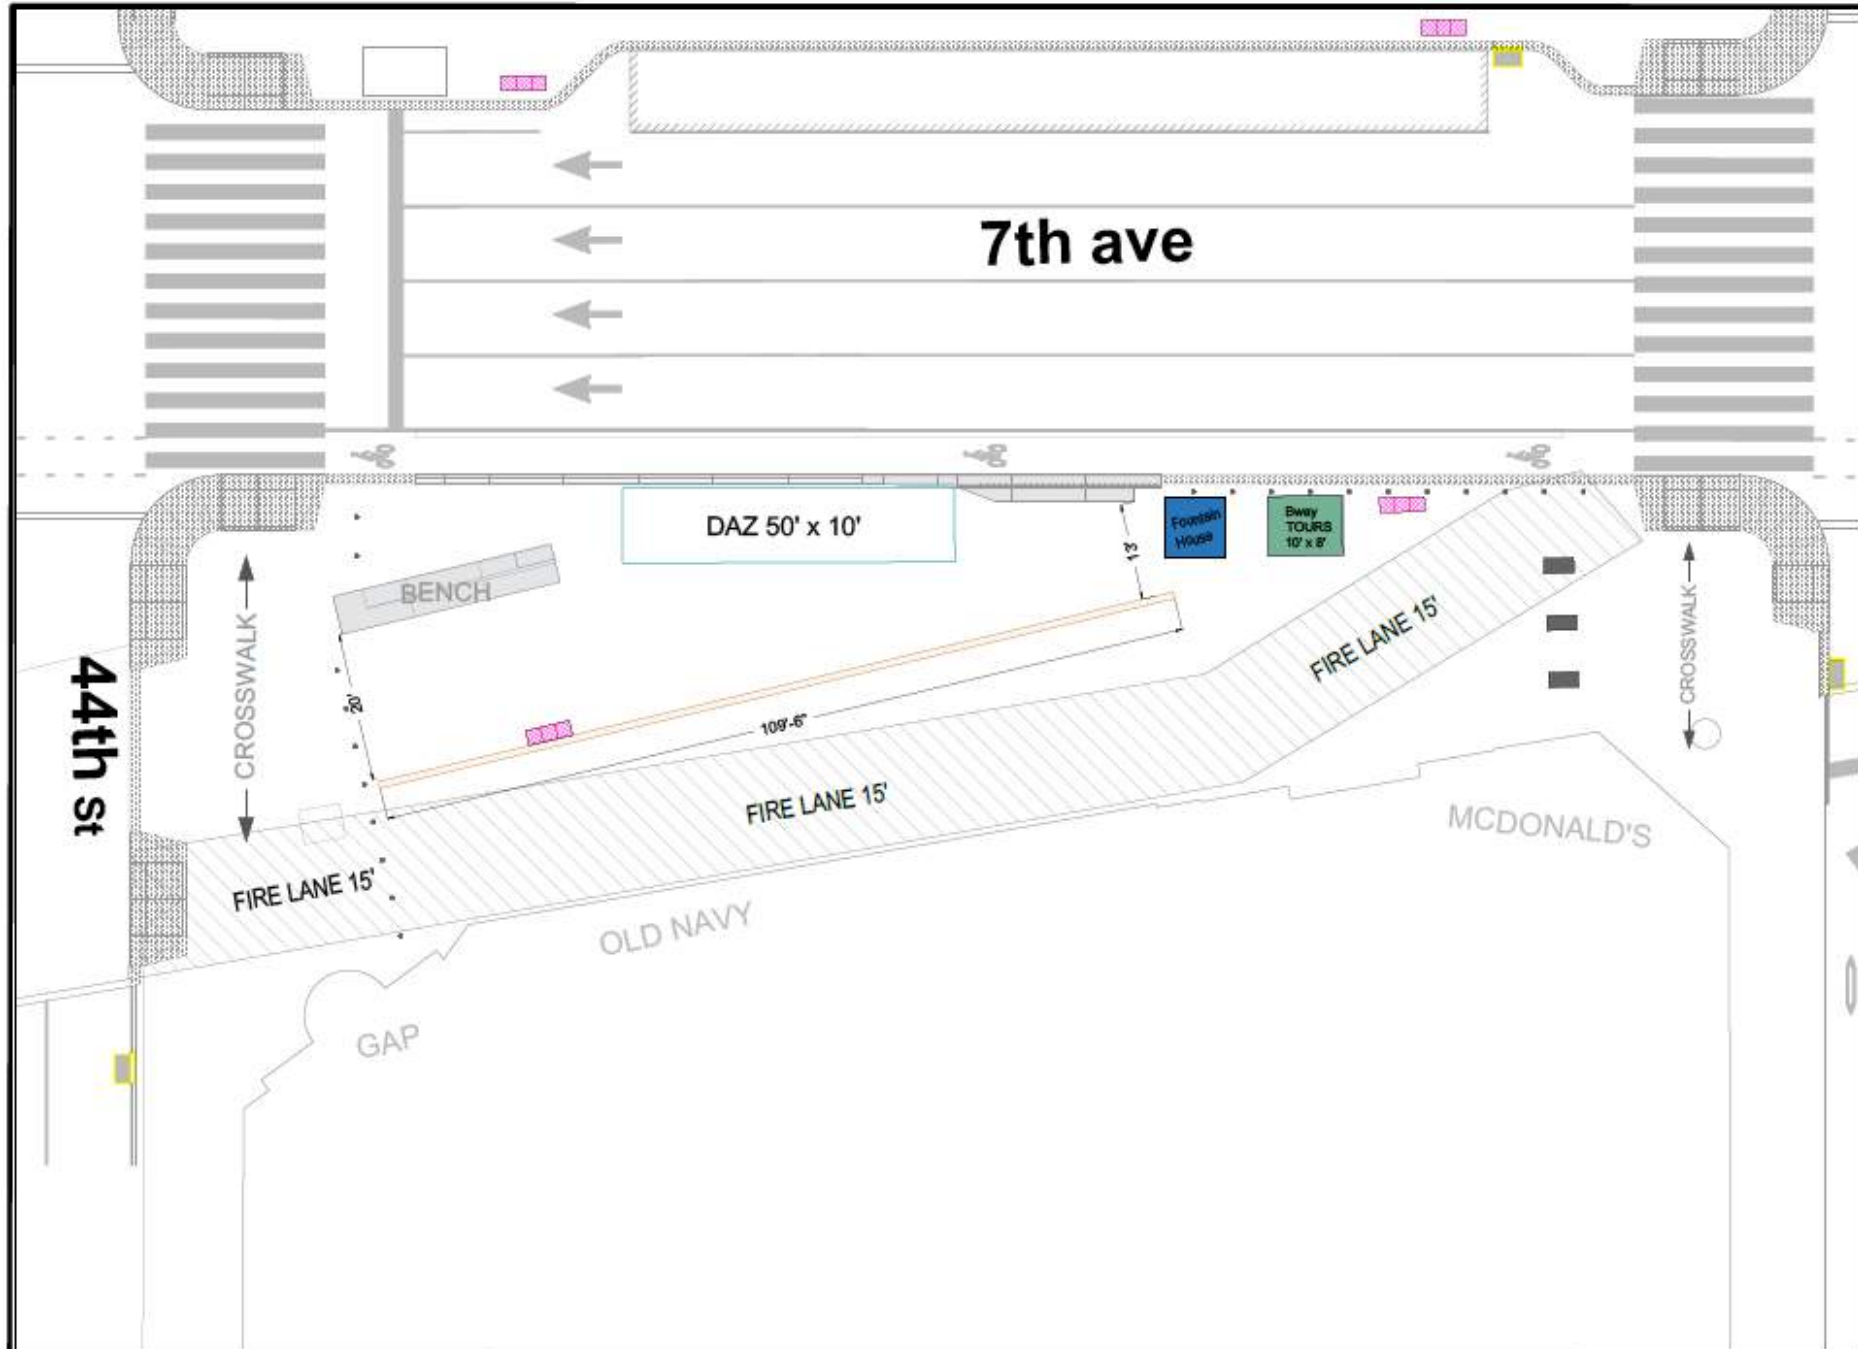 7th ave
DAZ 50' x 10'
Fountain
House
Bway
TOURS
10' x 8'
13'
BENCH
CROSSWALK
CROSSWALK
44th St
20'
109'-6"
FIRE LANE 15'
FIRE LANE 15'
FIRE LANE 15'
MCDONALD'S
OLD NAVY
GAP